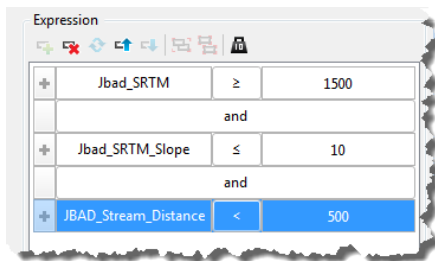 Expression
Jbad_SRTM ≥ 1500
and
Jbad_SRTM_Slope ≤ 10
and
JBAD_Stream_Distance < 500